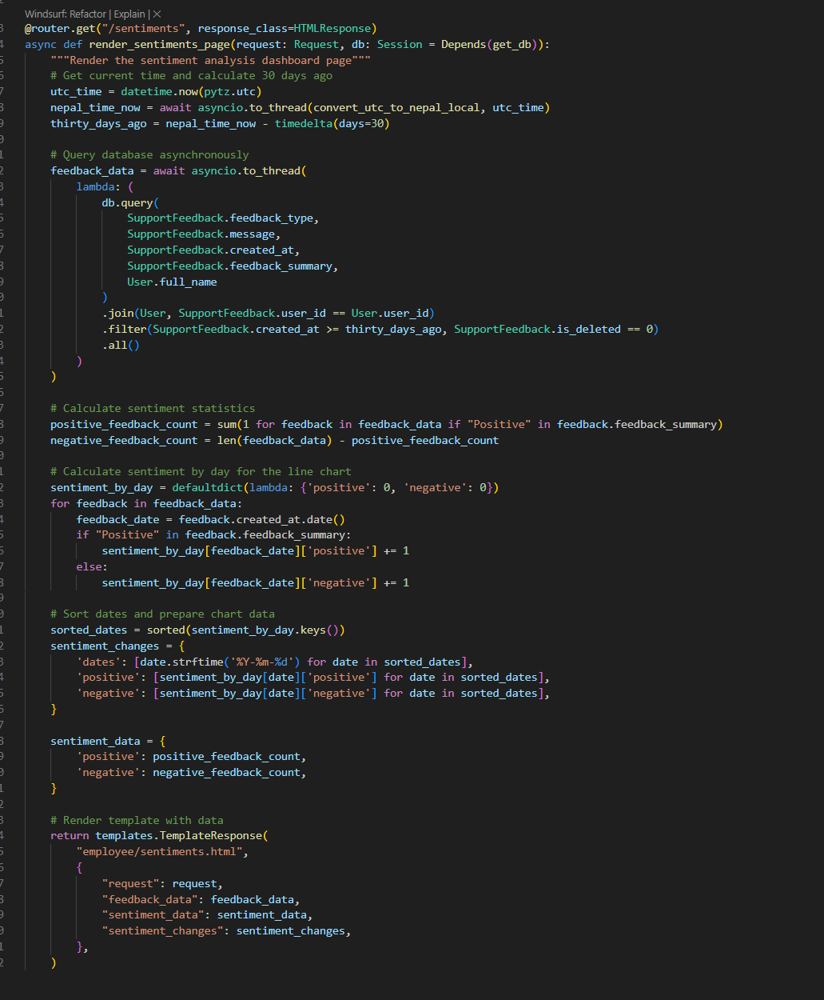 Windsurf: Refactor | Explain | ×
@router.get("/sentiments", response_class=HTMLResponse)
async def render_sentiments_page(request: Request, db: Session = Depends(get_db)):
    """Render the sentiment analysis dashboard page"""
    # Get current time and calculate 30 days ago
    utc_time = datetime.now(pytz.utc)
    nepal_time_now = await asyncio.to_thread(convert_utc_to_nepal_local, utc_time)
    thirty_days_ago = nepal_time_now - timedelta(days=30)
    # Query database asynchronously
    feedback_data = await asyncio.to_thread(
        lambda: (
            db.query(
                SupportFeedback.feedback_type,
                SupportFeedback.message,
                SupportFeedback.created_at,
                SupportFeedback.feedback_summary,
                User.full_name
            )
            .join(User, SupportFeedback.user_id == User.user_id)
            .filter(SupportFeedback.created_at >= thirty_days_ago, SupportFeedback.is_deleted == 0)
            .all()
        )
    )
    # Calculate sentiment statistics
    positive_feedback_count = sum(1 for feedback in feedback_data if "Positive" in feedback.feedback_summary)
    negative_feedback_count = len(feedback_data) - positive_feedback_count
    # Calculate sentiment by day for the line chart
    sentiment_by_day = defaultdict(lambda: {'positive': 0, 'negative': 0})
    for feedback in feedback_data:
        feedback_date = feedback.created_at.date()
        if "Positive" in feedback.feedback_summary:
            sentiment_by_day[feedback_date]['positive'] += 1
        else:
            sentiment_by_day[feedback_date]['negative'] += 1
    # Sort dates and prepare chart data
    sorted_dates = sorted(sentiment_by_day.keys())
    sentiment_changes = {
        'dates': [date.strftime('%Y-%m-%d') for date in sorted_dates],
        'positive': [sentiment_by_day[date]['positive'] for date in sorted_dates],
        'negative': [sentiment_by_day[date]['negative'] for date in sorted_dates],
    }
    sentiment_data = {
        'positive': positive_feedback_count,
        'negative': negative_feedback_count,
    }
    # Render template with data
    return templates.TemplateResponse(
        "employee/sentiments.html",
        {
            "request": request,
            "feedback_data": feedback_data,
            "sentiment_data": sentiment_data,
            "sentiment_changes": sentiment_changes,
        },
    )